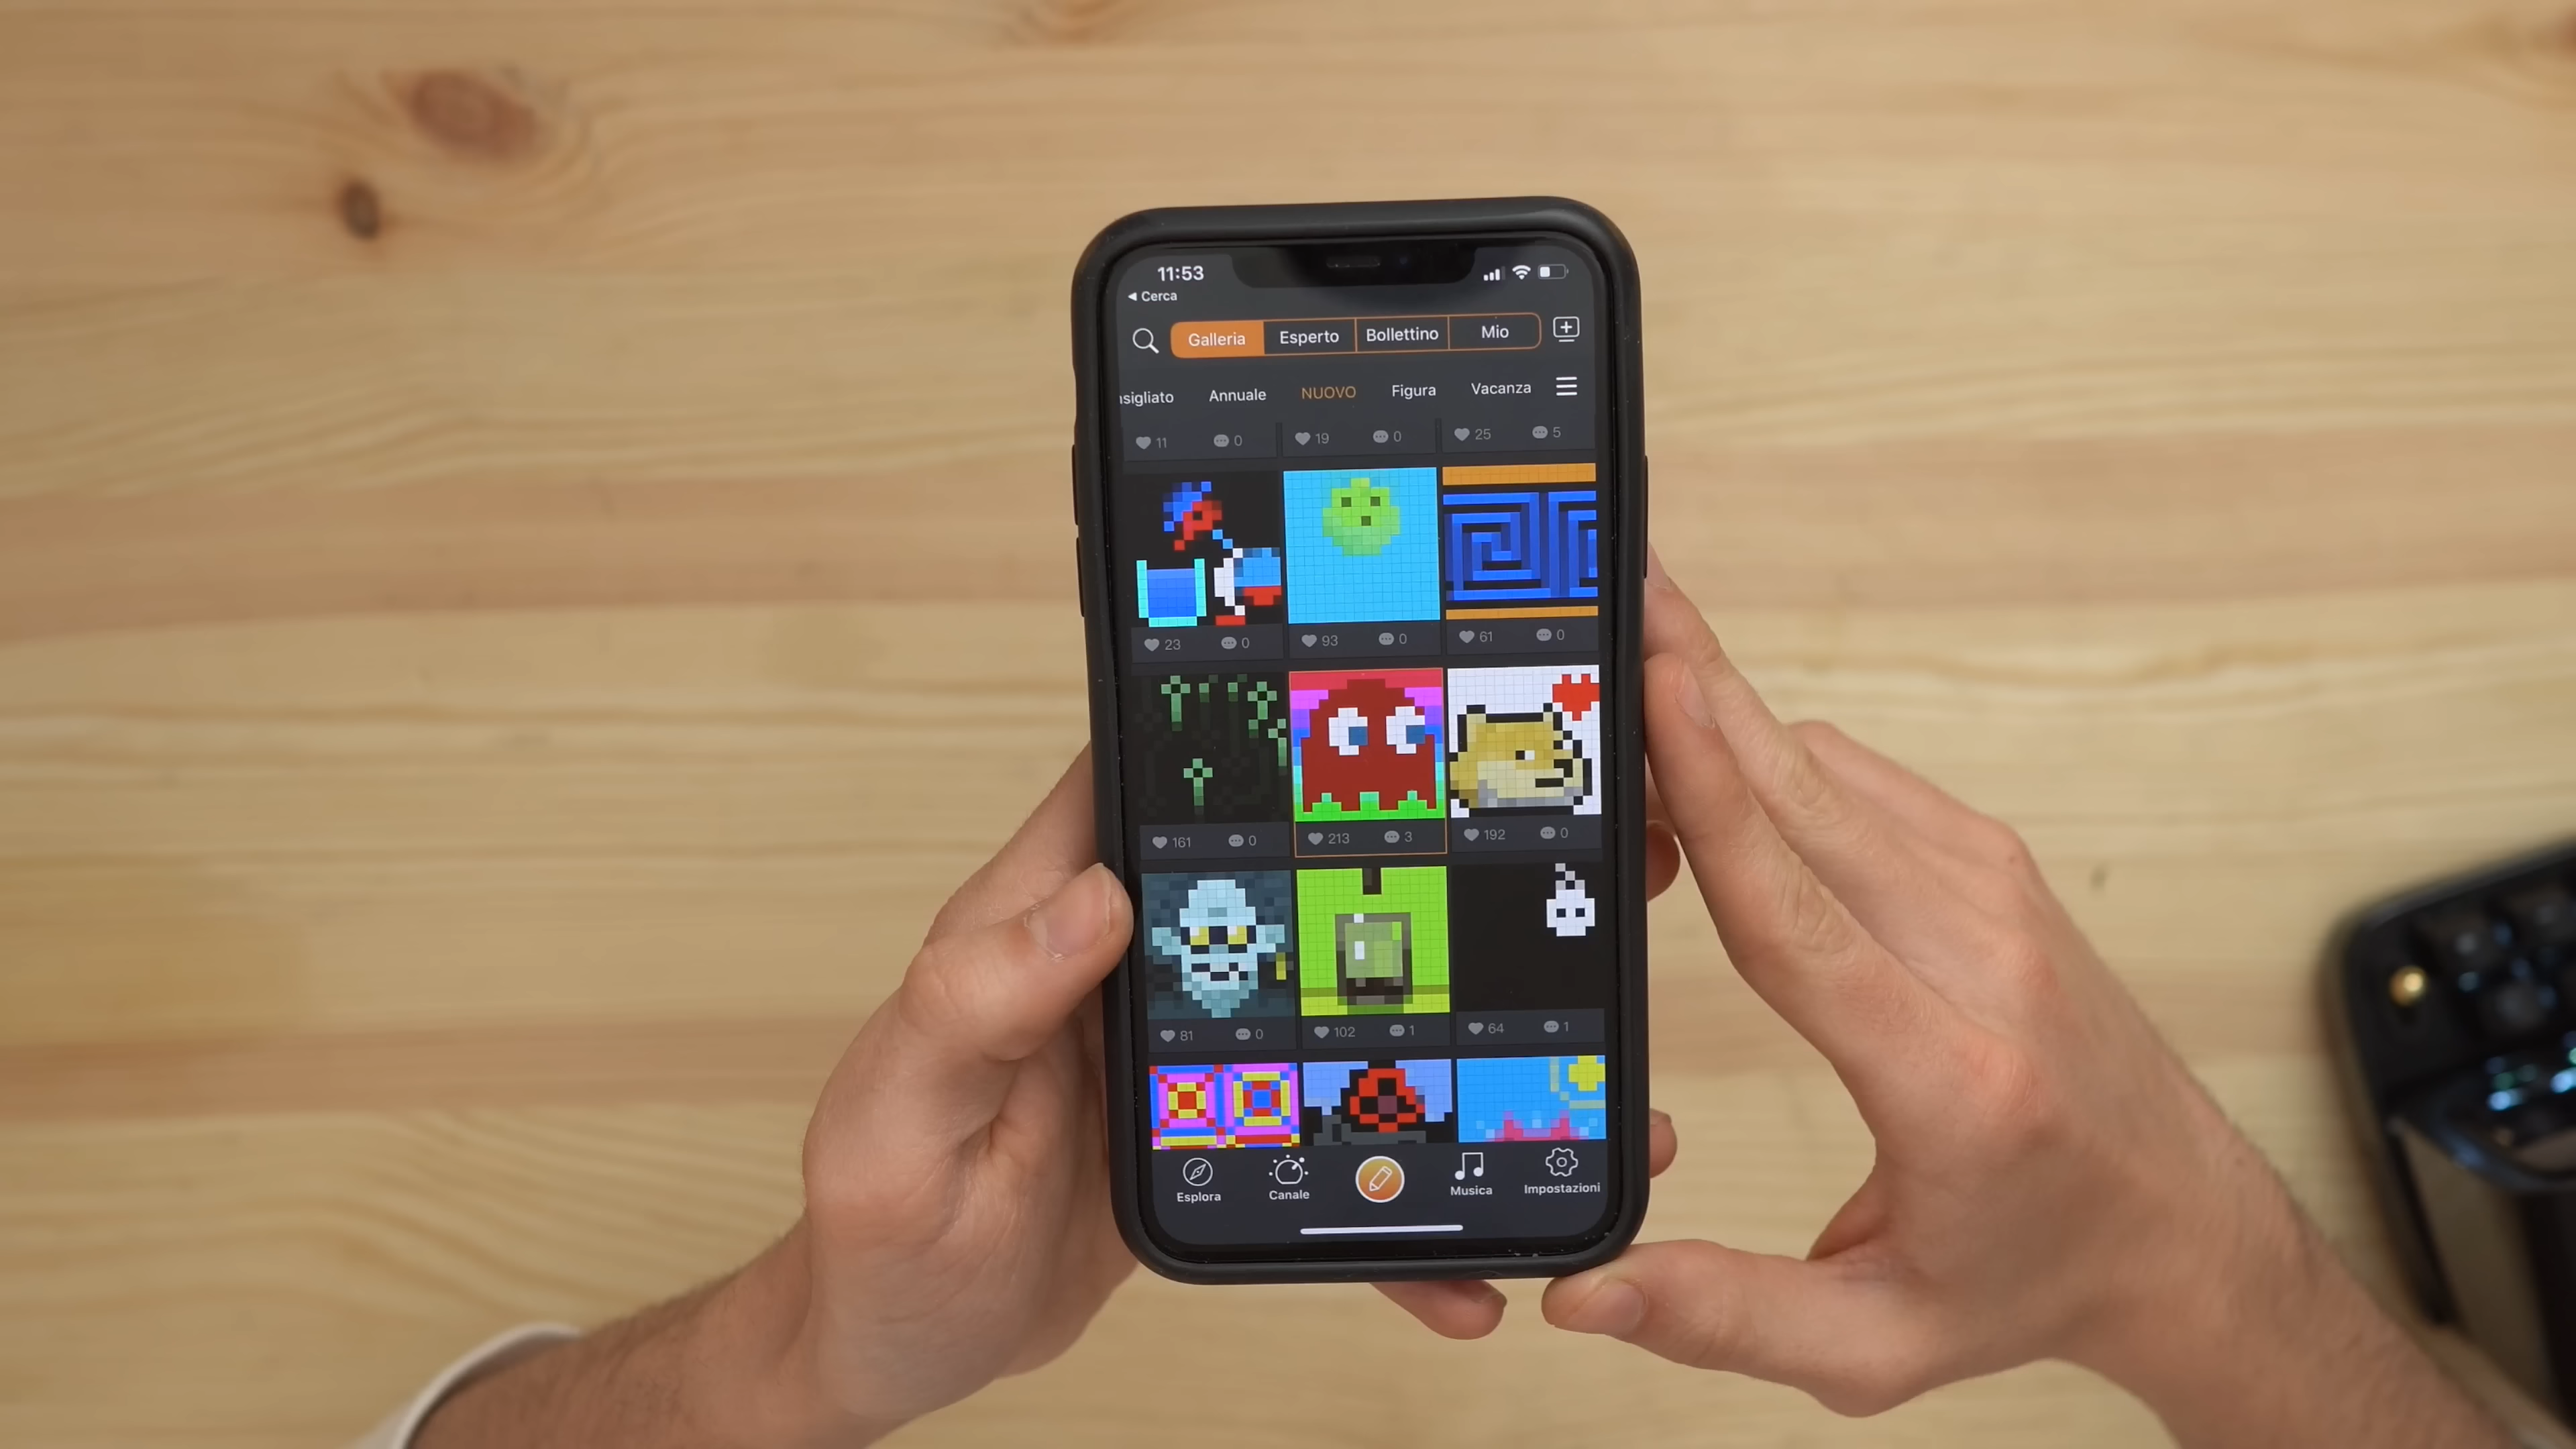 11:53
Cerca
Galleria Esperto Bollettino Mio
nsigliato Annuale NUOVO Figura Vacanza
11 0 19 0 25 5
23 0 93 0 61 0
161 0 213 3 192 0
81 0 102 1 64 1
Esplora Canale Musica Impostazioni